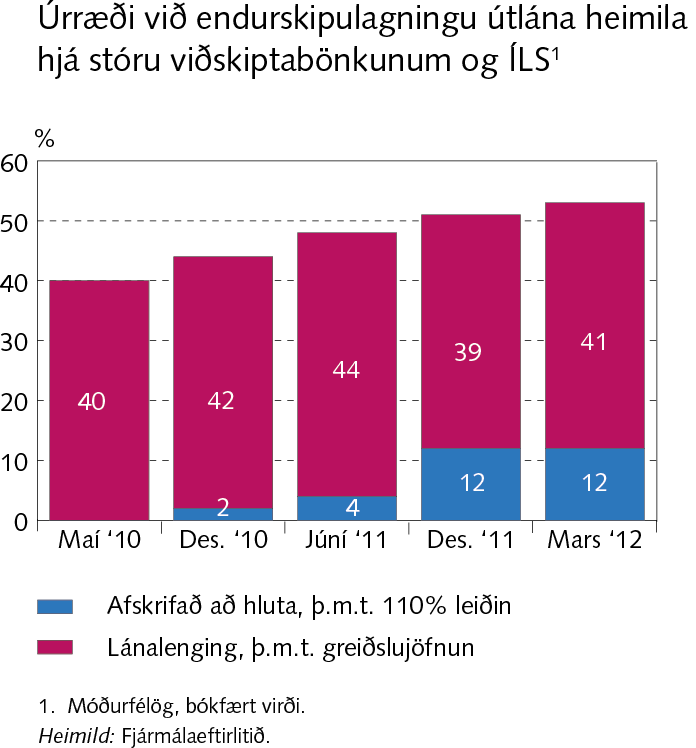 Úrræði við endurskipulagningu útlána heimila
hjá stóru viðskiptabönkunum og ÍLS¹
%
60
50
40
30
20
10
0
40
42
2
44
4
39
12
41
12
Maí ‘10
Des. ‘10
Júní ‘11
Des. ‘11
Mars ‘12
Afskrifað að hluta, þ.m.t. 110% leiðin
Lánalenging, þ.m.t. greiðslujöfnun
1. Móðurfélög, bókfært virði.
Heimild: Fjármálaeftirlitið.